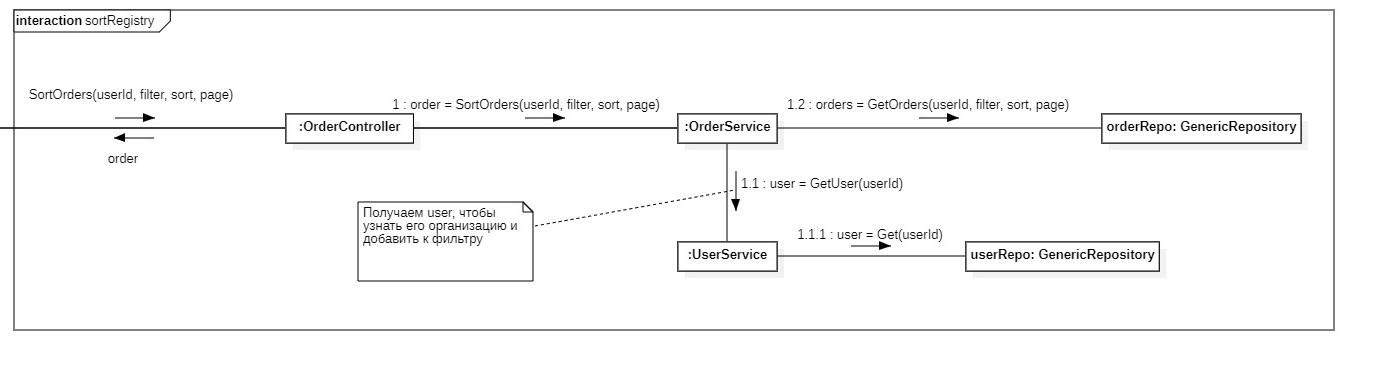 interaction sortRegistry
SortOrders(userId, filter, sort, page)
order
:OrderController
1 : order = SortOrders(userId, filter, sort, page)
:OrderService
1.2 : orders = GetOrders(userId, filter, sort, page)
orderRepo: GenericRepository
1.1 : user = GetUser(userId)
Получаем user, чтобы
узнать его организацию и
добавить к фильтру
:UserService
1.1.1 : user = Get(userId)
userRepo: GenericRepository